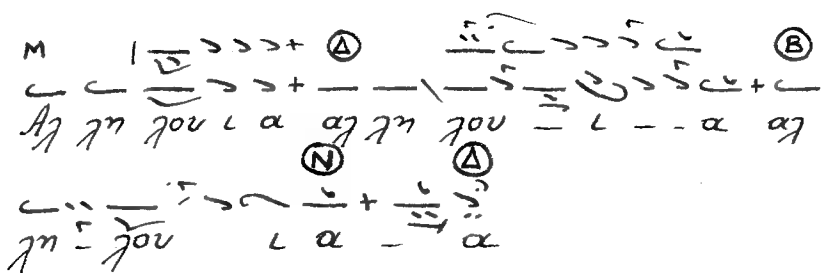 Μ Δ Β
Αλ λη λου ι α αλ λη λου _ ι _ _ α αλ
Ν Δ
λη _ λου ι α _ α